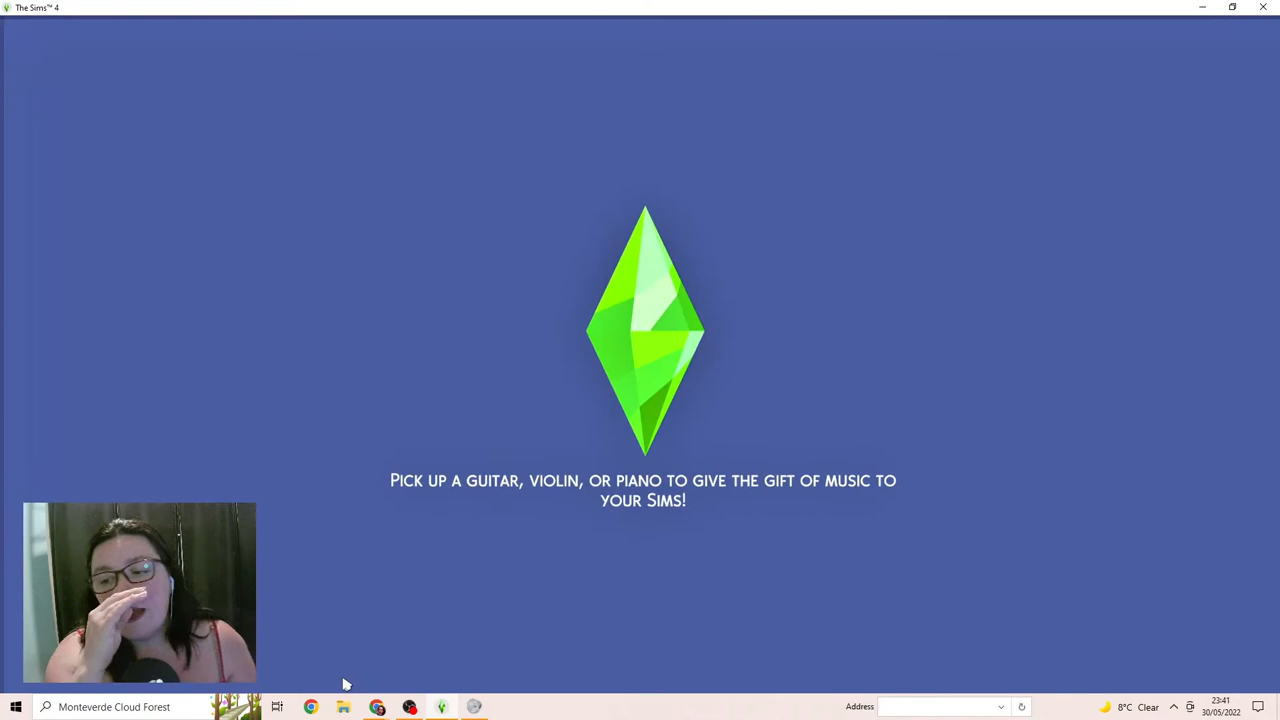 The Sims™ 4
PICK UP A GUITAR, VIOLIN, OR PIANO TO GIVE THE GIFT OF MUSIC TO
YOUR SIMS!
Monteverde Cloud Forest
Address
8°C Clear
23:41
30/05/2022